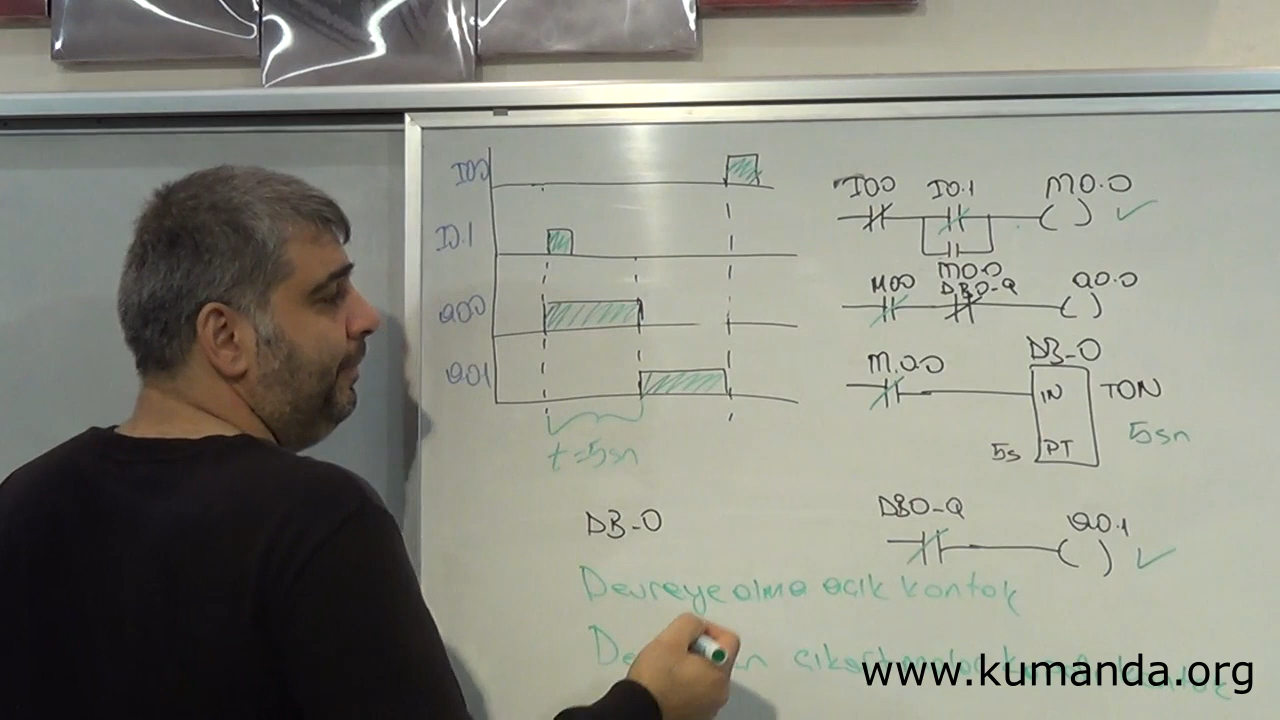 I0.0
I0.1
Q0.0
Q0.1
t=5sn
I0.0 I0.1 M0.0
M0.0
M0.0 DB0-Q Q0.0
M.0.0 DB-0
IN TON
5s PT 5sn
DB-0
DB0-Q Q0.1
Devreye alma açık kontak
www.kumanda.org